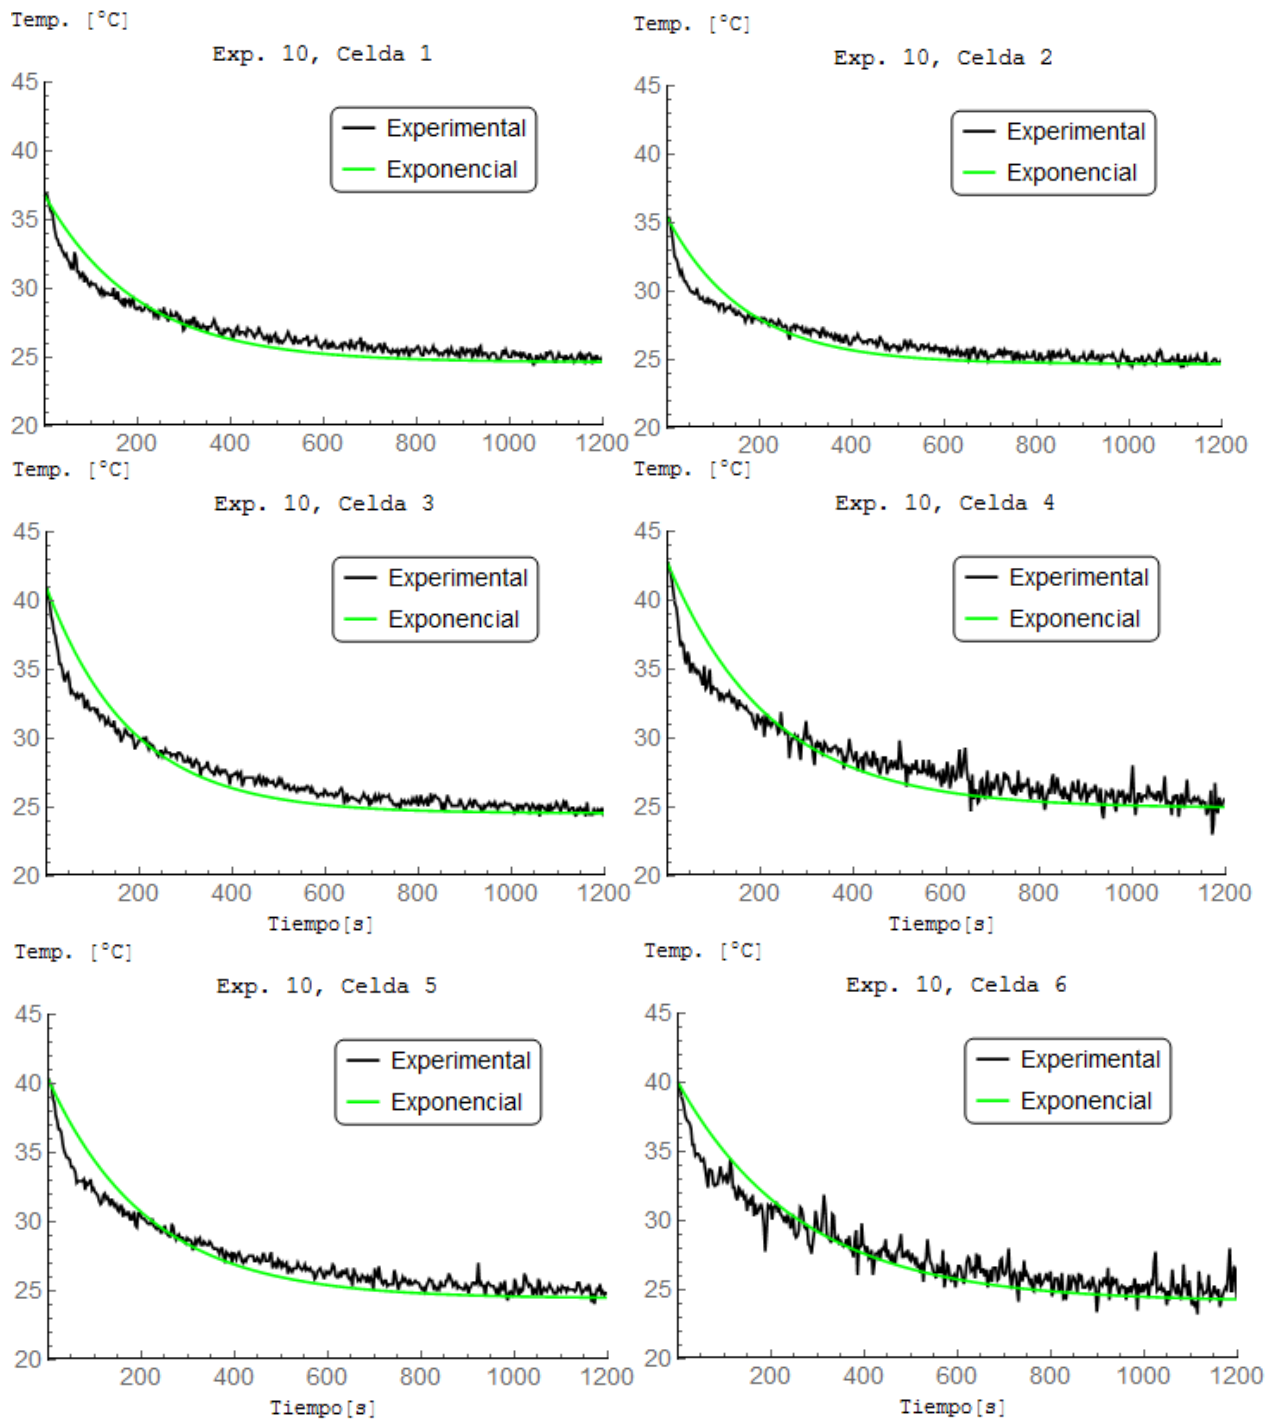 Temp. [°C]
Exp. 10, Celda 1
45
40
35
30
25
20
200 400 600 800 1000 1200
Experimental
Exponencial
Temp. [°C]
Exp. 10, Celda 2
45
40
35
30
25
20
200 400 600 800 1000 1200
Experimental
Exponencial
Temp. [°C]
Exp. 10, Celda 3
45
40
35
30
25
20
200 400 600 800 1000 1200
Experimental
Exponencial
Tiempo[s]
Temp. [°C]
Exp. 10, Celda 4
45
40
35
30
25
20
200 400 600 800 1000 1200
Experimental
Exponencial
Tiempo[s]
Temp. [°C]
Exp. 10, Celda 5
45
40
35
30
25
20
200 400 600 800 1000 1200
Experimental
Exponencial
Tiempo[s]
Temp. [°C]
Exp. 10, Celda 6
45
40
35
30
25
20
200 400 600 800 1000 1200
Experimental
Exponencial
Tiempo[s]